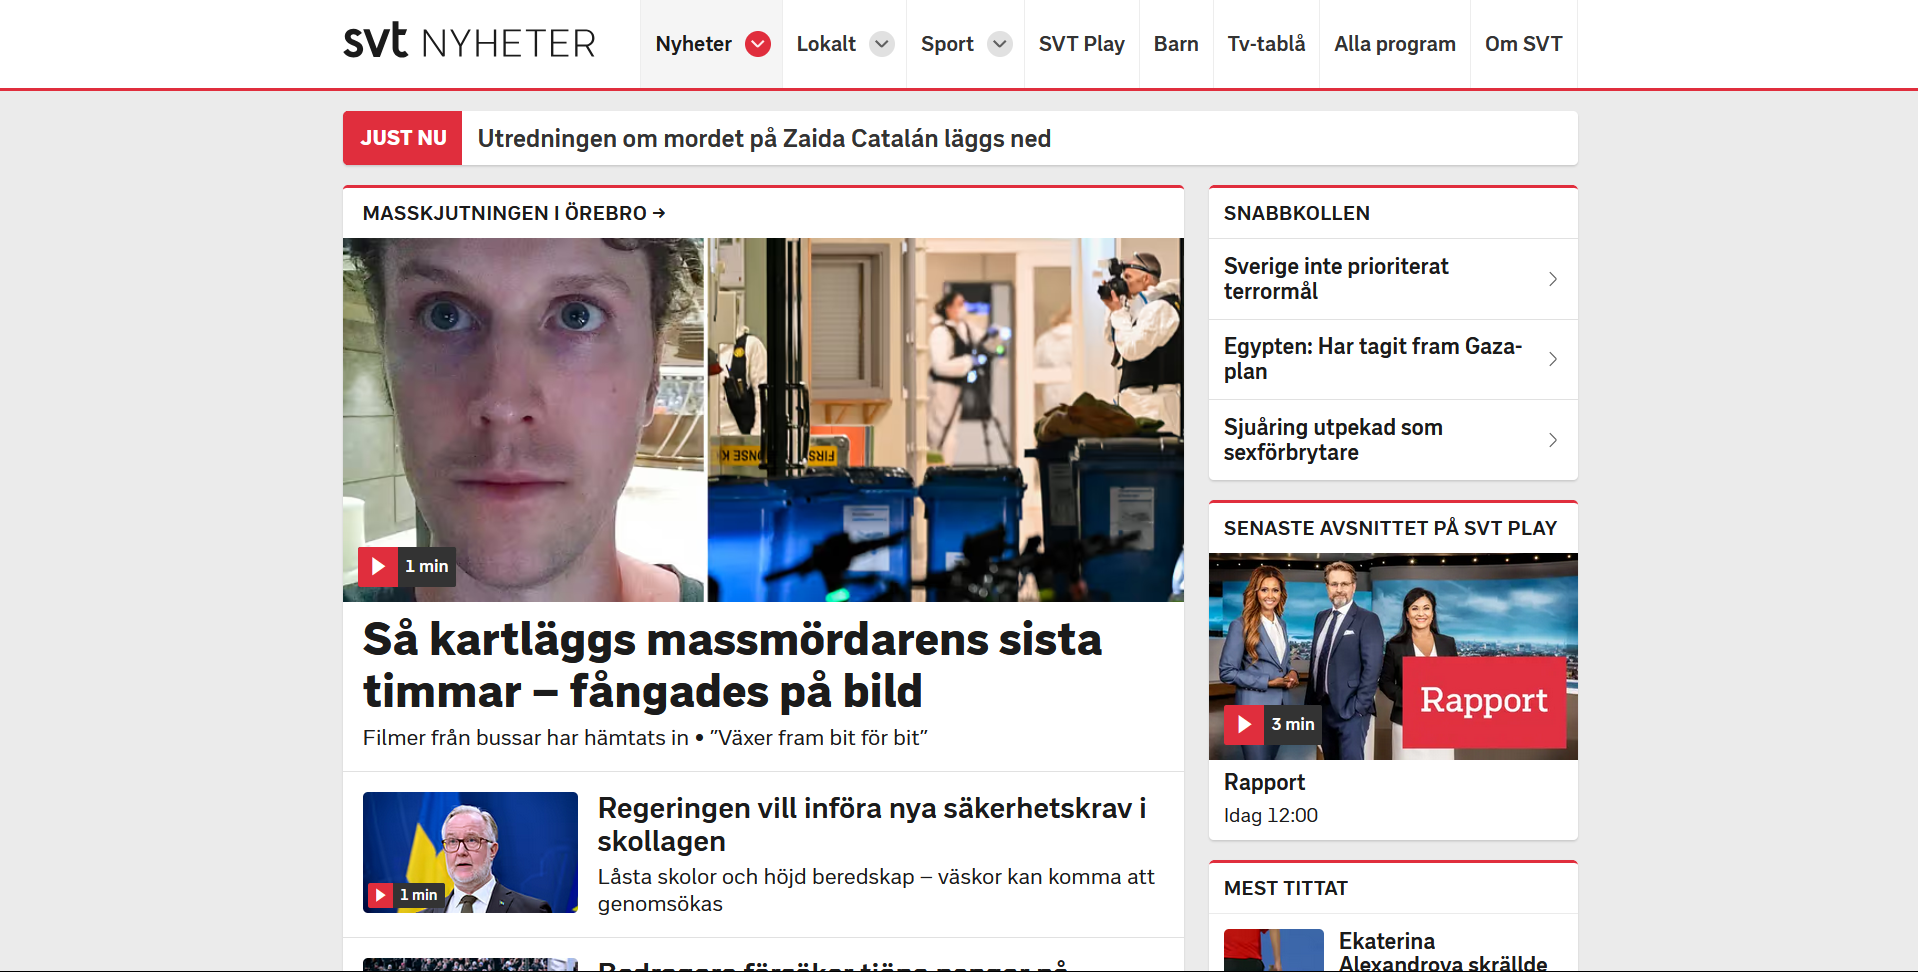 svt NYHETER
Nyheter
Lokalt
Sport
SVT Play
Barn
Tv-tablå
Alla program
Om SVT
JUST NU
Utredningen om mordet på Zaida Catalán läggs ned
MASSKJUTNINGEN I ÖREBRO →
1 min
Så kartläggs massmördarens sista
timmar – fångades på bild
Filmer från bussar har hämtats in • ”Växer fram bit för bit”
1 min
Regeringen vill införa nya säkerhetskrav i
skollagen
Låsta skolor och höjd beredskap – väskor kan komma att
genomsökas
SNABBKOLLEN
Sverige inte prioriterat
terrormål
Egypten: Har tagit fram Gaza-
plan
Sjuåring utpekad som
sexförbrytare
SENASTE AVSNITTET PÅ SVT PLAY
Rapport
3 min
Rapport
Idag 12:00
MEST TITTAT
Ekaterina
Alexandrova skrällde